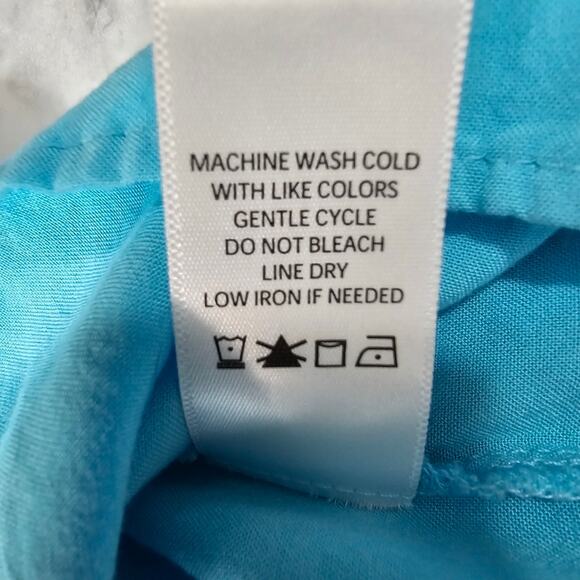 MACHINE WASH COLD
WITH LIKE COLORS
GENTLE CYCLE
DO NOT BLEACH
LINE DRY
LOW IRON IF NEEDED